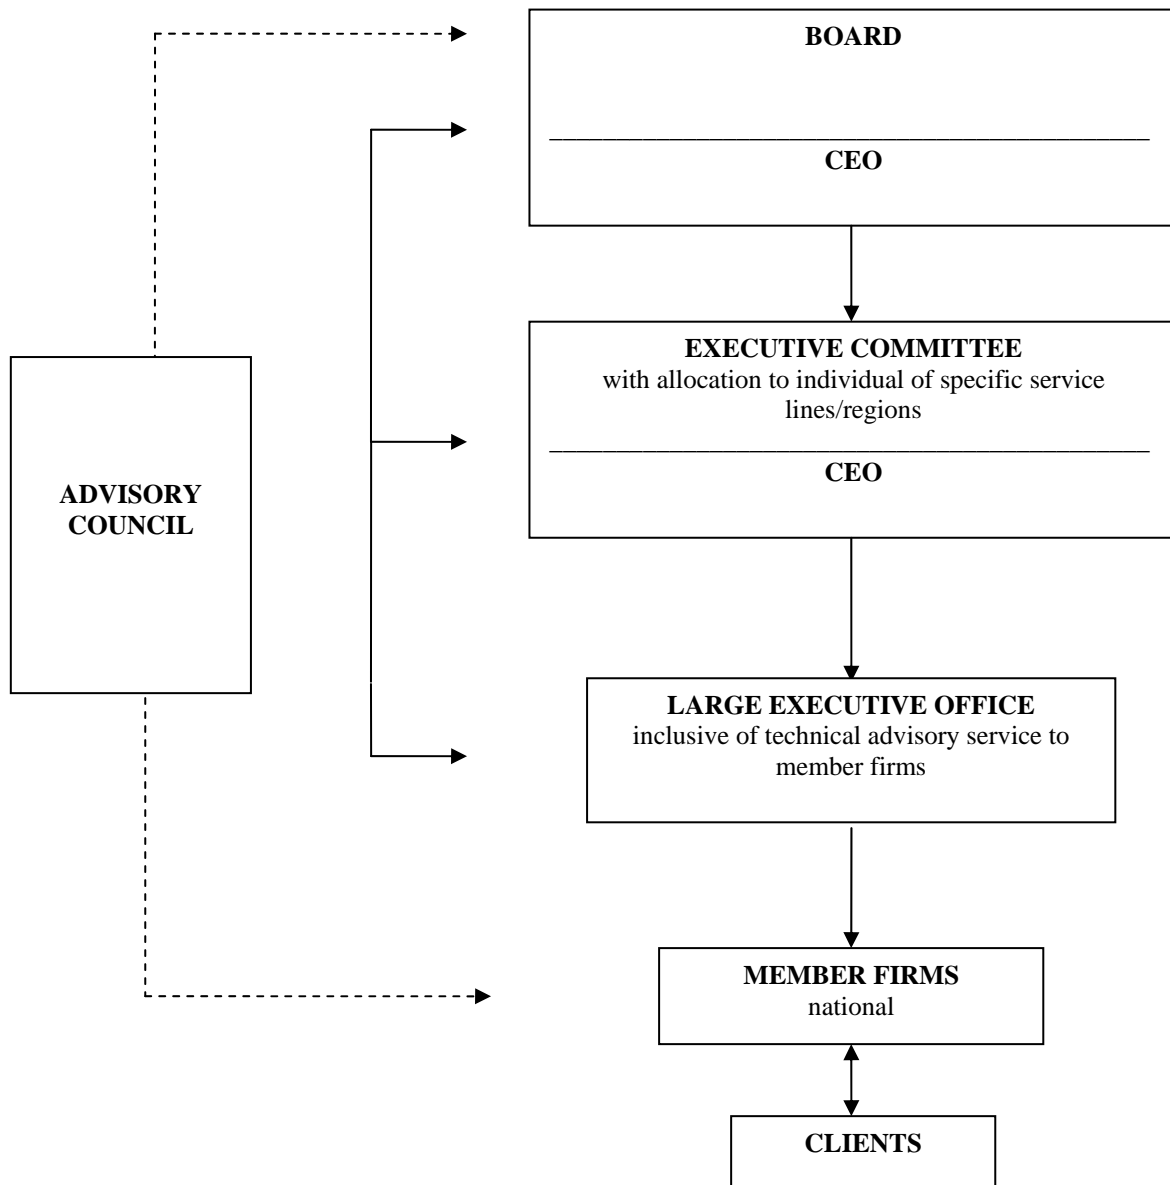 BOARD
CEO
EXECUTIVE COMMITTEE
with allocation to individual of specific service
lines/regions
CEO
ADVISORY
COUNCIL
LARGE EXECUTIVE OFFICE
inclusive of technical advisory service to
member firms
MEMBER FIRMS
national
CLIENTS